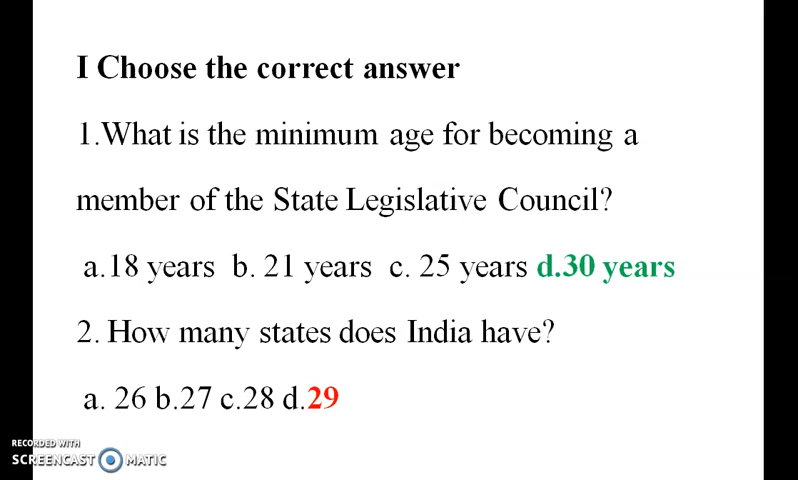 I Choose the correct answer
1.What is the minimum age for becoming a
member of the State Legislative Council?
a.18 years b. 21 years c. 25 years d.30 years
2. How many states does India have?
a. 26 b.27 c.28 d.29
RECORDED WITH
SCREENCAST MATIC